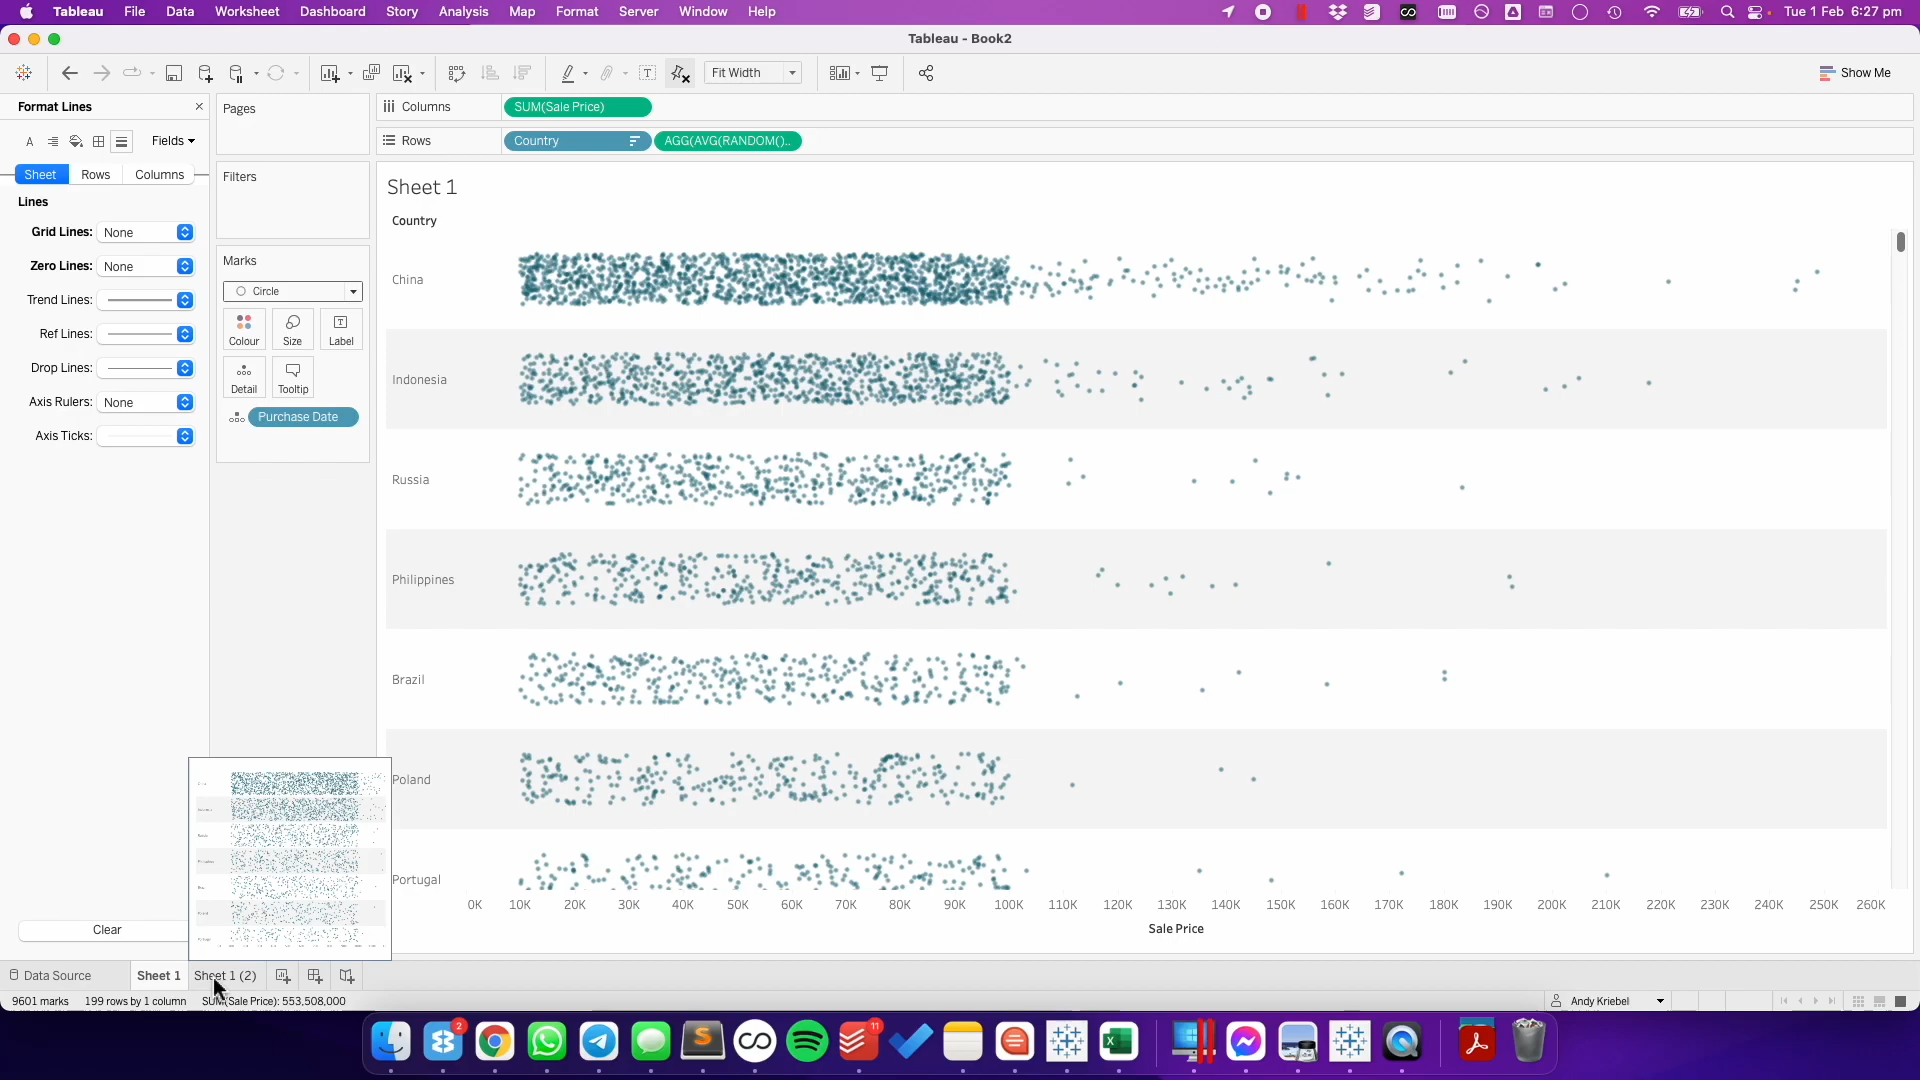 Tableau File Data Worksheet Dashboard Story Analysis Map Format Server Window Help Tue 1 Feb 6:27 pm
Tableau - Book2
Fit Width
Show Me
Format Lines
Fields
Sheet Rows Columns
Lines
Grid Lines: None
Zero Lines: None
Trend Lines:
Ref Lines:
Drop Lines:
Axis Rulers: None
Axis Ticks:
Clear
Pages
Filters
Marks
Circle
Colour Size Label
Detail Tooltip
Purchase Date
Columns SUM(Sale Price)
Rows Country AGG(AVG(RANDOM()..
Sheet 1
Country
China
Indonesia
Russia
Philippines
Brazil
Poland
Portugal
0K 10K 20K 30K 40K 50K 60K 70K 80K 90K 100K 110K 120K 130K 140K 150K 160K 170K 180K 190K 200K 210K 220K 230K 240K 250K 260K
Sale Price
Data Source Sheet 1 Sheet 1 (2)
9601 marks 199 rows by 1 column SUM(Sale Price): 553,508,000 Andy Kriebel
2
11